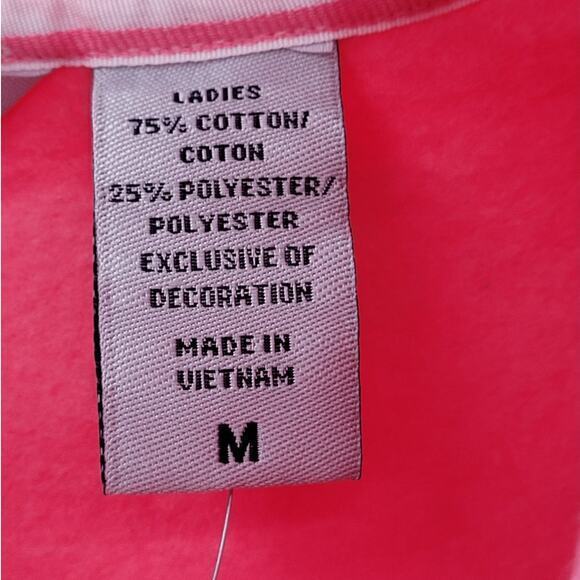 LADIES
75% COTTON/
COTON
25% POLYESTER/
POLYESTER
EXCLUSIVE OF
DECORATION
MADE IN
VIETNAM
M